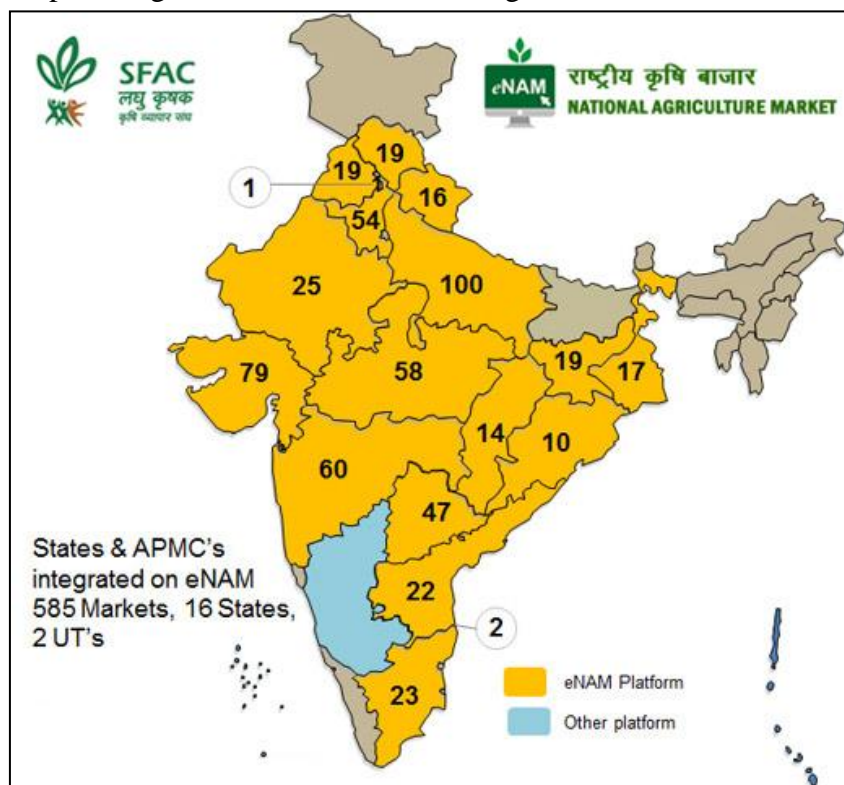 SFAC
लघु कृषक
कृषि व्यापार संघ
eNAM
राष्ट्रीय कृषि बाजार
NATIONAL AGRICULTURE MARKET
19
19
1
1
16
54
25
100
79
58
19
17
14
10
60
47
States & APMC's
integrated on eNAM
585 Markets, 16 States,
2 UT's
22
2
23
eNAM Platform
Other platform